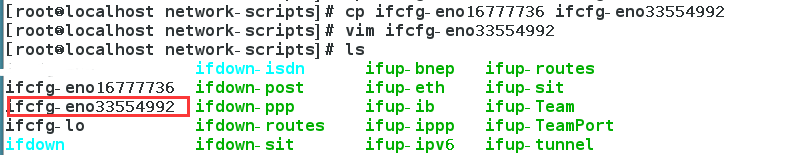 [root@localhost network-scripts]# cp ifcfg-eno16777736 ifcfg-eno33554992
[root@localhost network-scripts]# vim ifcfg-eno33554992
[root@localhost network-scripts]# ls
ifdown-isdn ifup-bnep ifup-routes
ifcfg-eno16777736 ifdown-post ifup-eth ifup-sit
ifcfg-eno33554992 ifdown-ppp ifup-ib ifup-Team
ifcfg-lo ifdown-routes ifup-ippp ifup-TeamPort
ifdown ifdown-sit ifup-ipv6 ifup-tunnel